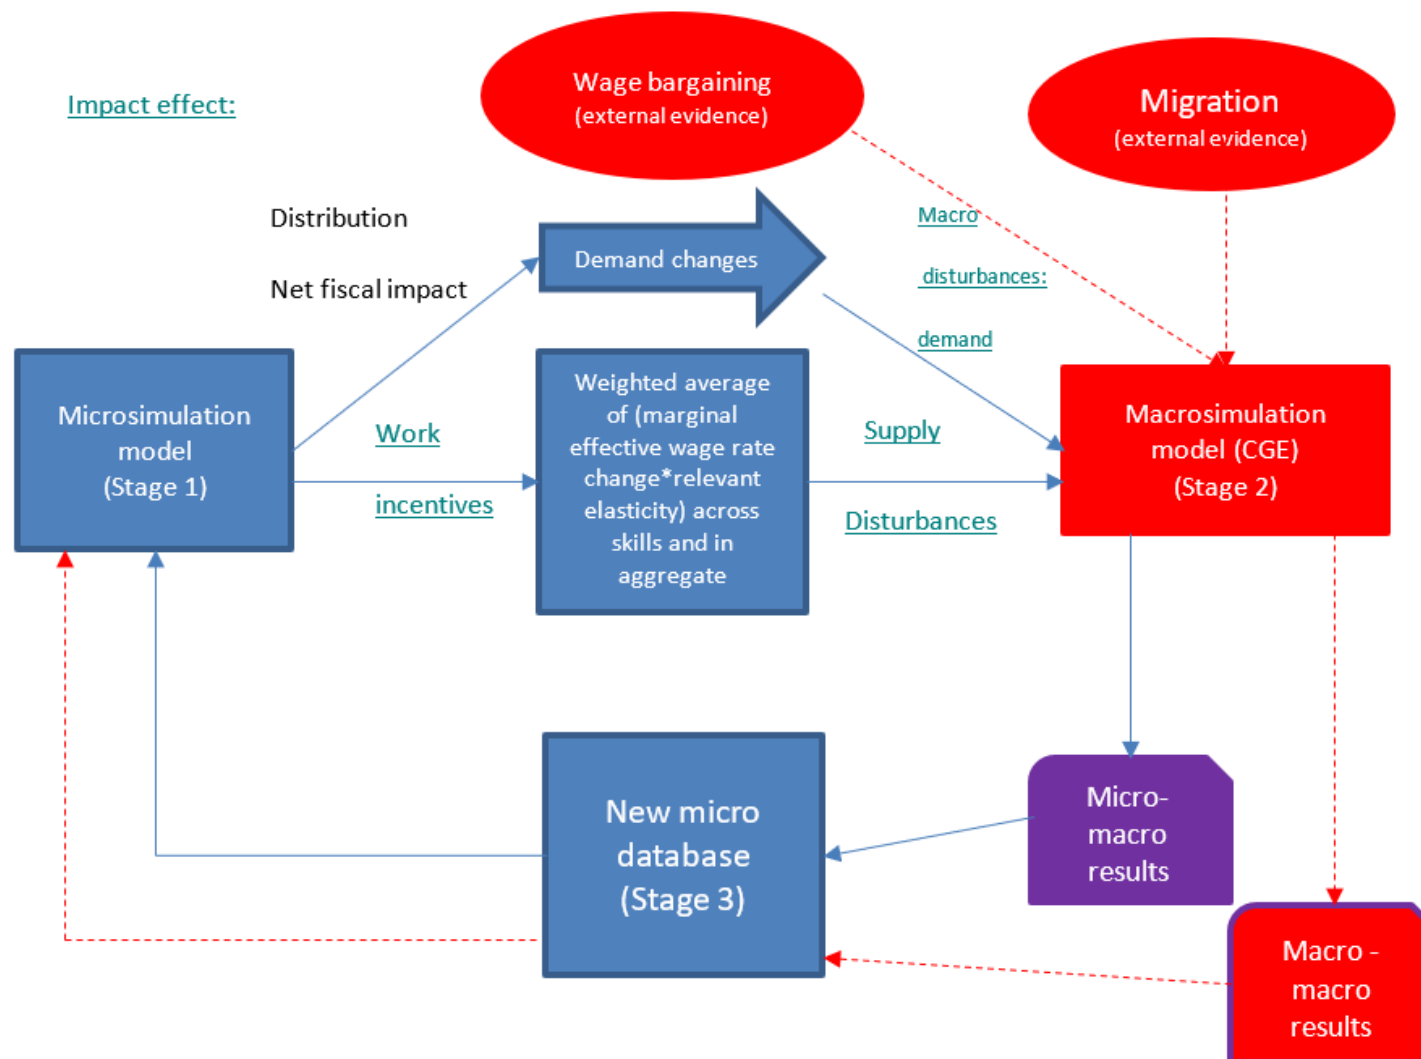 Wage bargaining
(external evidence)
Migration
(external evidence)
Impact effect:
Distribution
Net fiscal impact
Demand changes
Macro
disturbances:
demand
Microsimulation
model
(Stage 1)
Work
incentives
Weighted average
of (marginal
effective wage rate
change*relevant
elasticity) across
skills and in
aggregate
Supply
Disturbances
Macrosimulation
model (CGE)
(Stage 2)
New micro
database
(Stage 3)
Micro-
macro
results
Macro -
macro
results